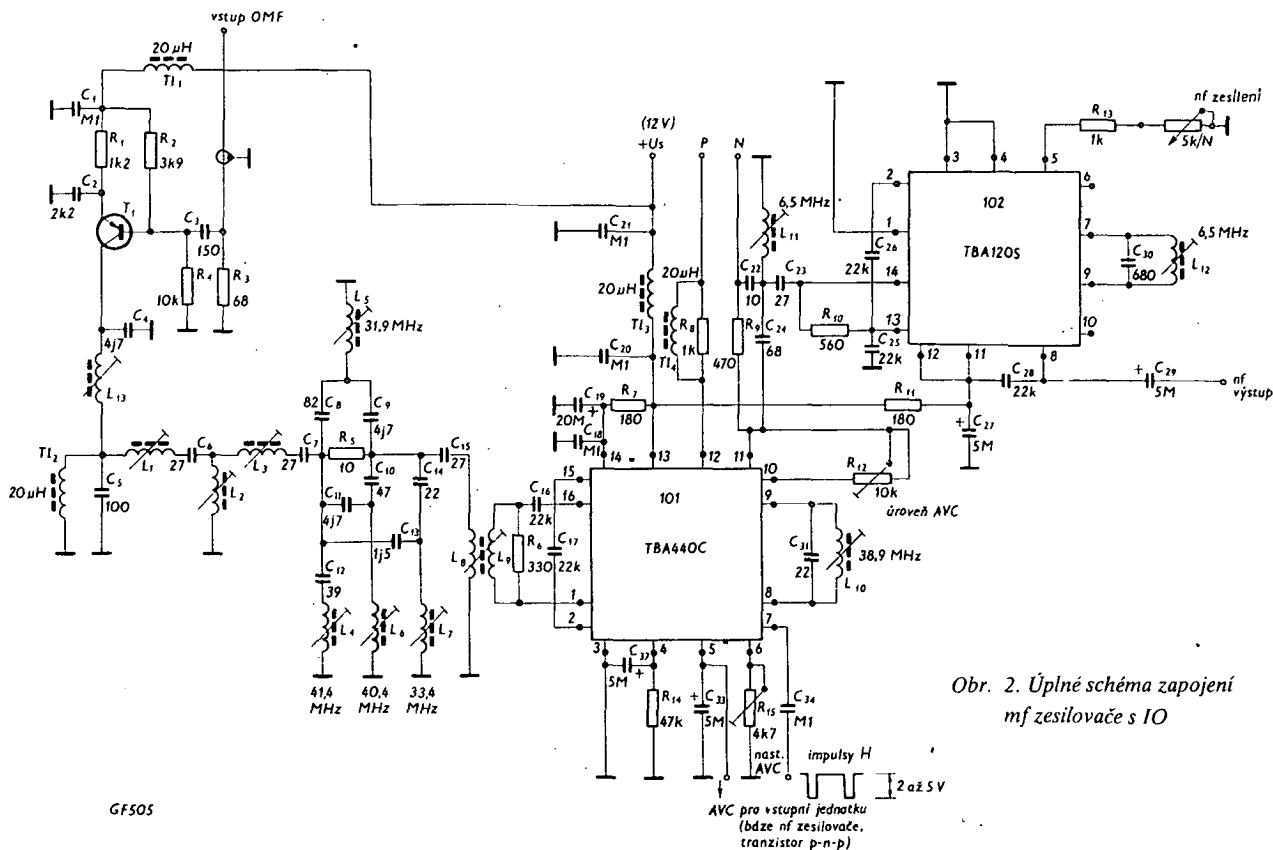 vstup OMF
20 µH
Tl₁
C₁
M1
R₁
1k2
R₂
3k9
C₂
2k2
T₁
C₃
150
R₄
10k
R₃
68
C₄
4j7
L₁₃
Tl₂
20 µH
C₅
100
L₁
27
C₆
L₂
L₃
27
C₇
L₅
31,9 MHz
82
C₈
C₉
4j7
R₅
10
C₁₀
47
C₁₄
22
C₁₅
27
C₁₁
4j7
C₁₃
1j5
C₁₂
39
L₄
L₆
L₇
41,4
MHz
40,4
MHz
33,4
MHz
L₈
L₉
R₆
330
C₁₆
22k
C₁₇
22k
(12 V)
+Us
P
N
C₂₁
M1
20 µH
Tl₃
20 µH
Tl₄
R₈
1k
R₉
470
C₂₀
M1
C₁₉
20M
+
R₇
180
C₁₈
M1
6,5 MHz
L₁₁
C₂₂
10
C₂₃
27
C₂₄
68
R₁₀
560
C₂₆
22k
C₂₅
22k
R₁₁
180
C₂₇
5M
+
C₂₈
22k
C₂₉
5M
+
nf
výstup
R₁₃
1k
nf zesílení
5k/N
102
TBA120S
2
1
14
13
12
11
8
3
4
5
6
7
9
10
C₃₀
680
6,5 MHz
L₁₂
101
TBA440C
14
13
12
11
15
16
1
2
3
4
5
6
10
9
8
7
R₁₂
10k
úroveň AVC
C₃₁
22
38,9 MHz
L₁₀
C₃₂
5M
+
R₁₄
47k
C₃₃
5M
+
R₁₅
4k7
C₃₄
M1
nast.
AVC
impulsy H
2 až 5 V
AVC pro vstupní jednotku
(báze nf zesilovače,
tranzistor p-n-p)
GF505
Obr. 2. Úplné schéma zapojení
mf zesilovače s IO